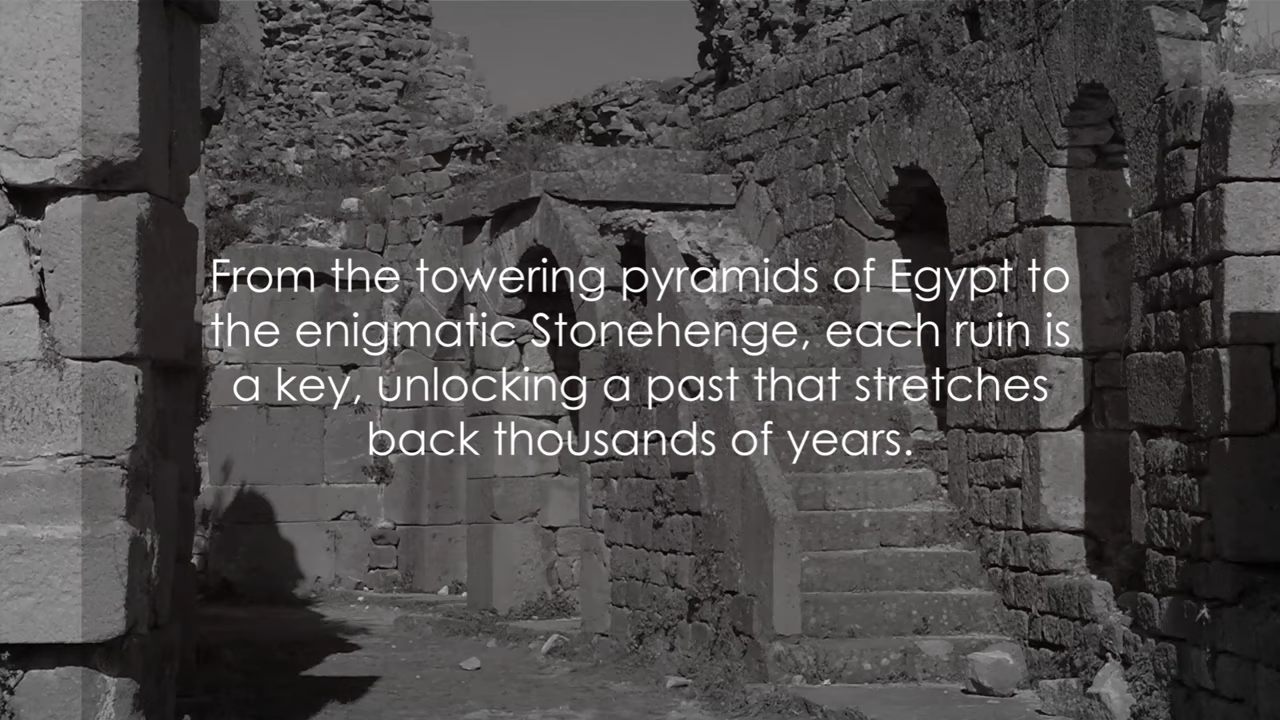 From the towering pyramids of Egypt to
the enigmatic Stonehenge, each ruin is
a key, unlocking a past that stretches
back thousands of years.